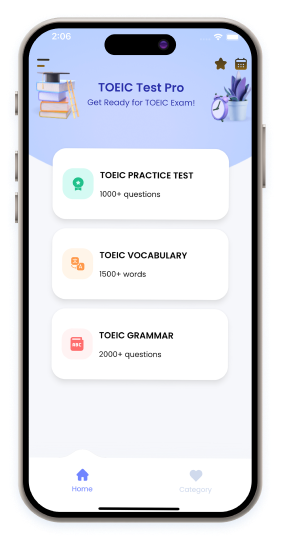 2:06
TOEIC Test Pro
Get Ready for TOEIC Exam!
TOEIC PRACTICE TEST
1000+ questions
TOEIC VOCABULARY
1500+ words
TOEIC GRAMMAR
2000+ questions
ABC
Home
Category